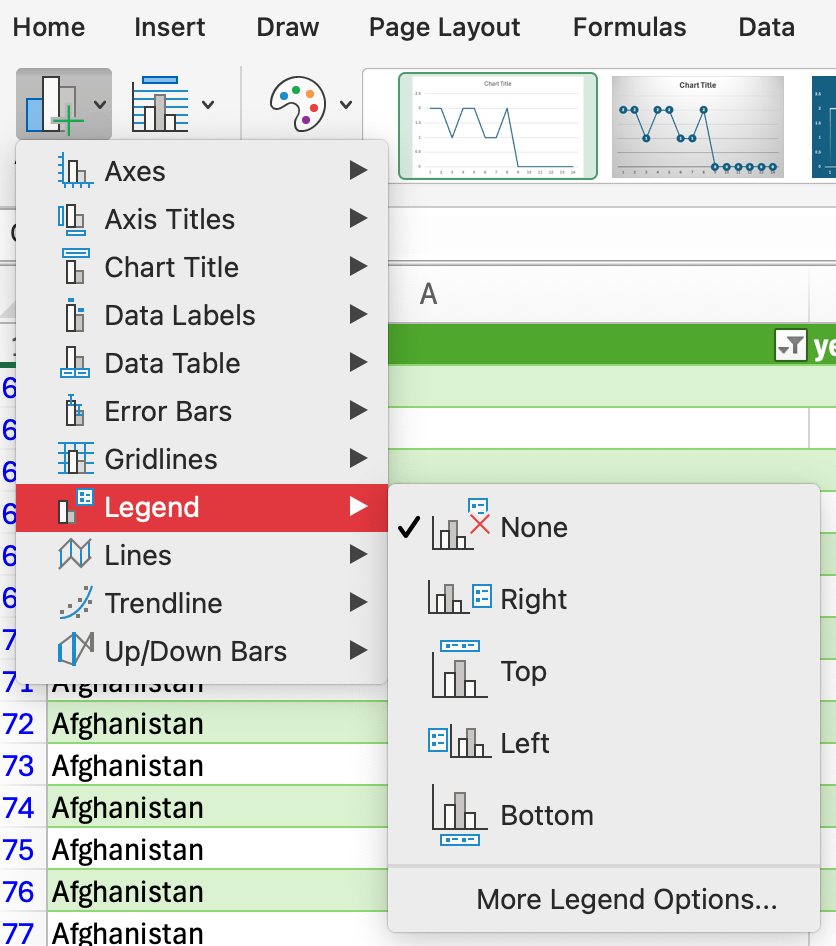 Home Insert Draw Page Layout Formulas Data
Chart Title
Chart Title
Axes
Axis Titles
Chart Title
Data Labels
Data Table
Error Bars
Gridlines
Legend
Lines
Trendline
Up/Down Bars
None
Right
Top
Left
Bottom
More Legend Options...
A
ye
71 Afghanistan
72 Afghanistan
73 Afghanistan
74 Afghanistan
75 Afghanistan
76 Afghanistan
77 Afghanistan